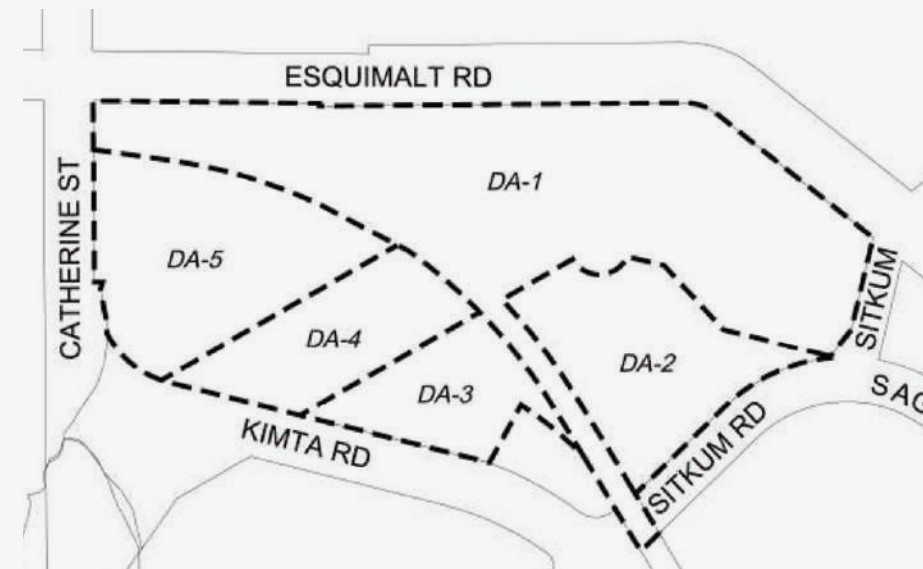 ESQUIMALT RD
DA-1
CATHERINE ST
DA-5
SITKUM
DA-4
DA-2
DA-3
SAG
KIMTA RD
SITKUM RD